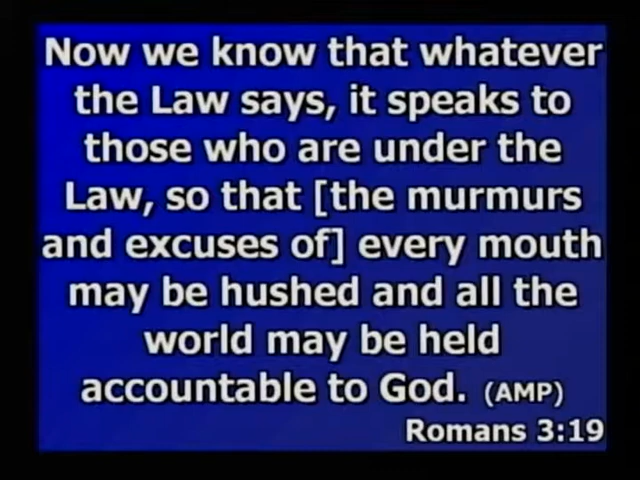 Now we know that whatever
the Law says, it speaks to
those who are under the
Law, so that [the murmurs
and excuses of] every mouth
may be hushed and all the
world may be held
accountable to God. (AMP)
Romans 3:19